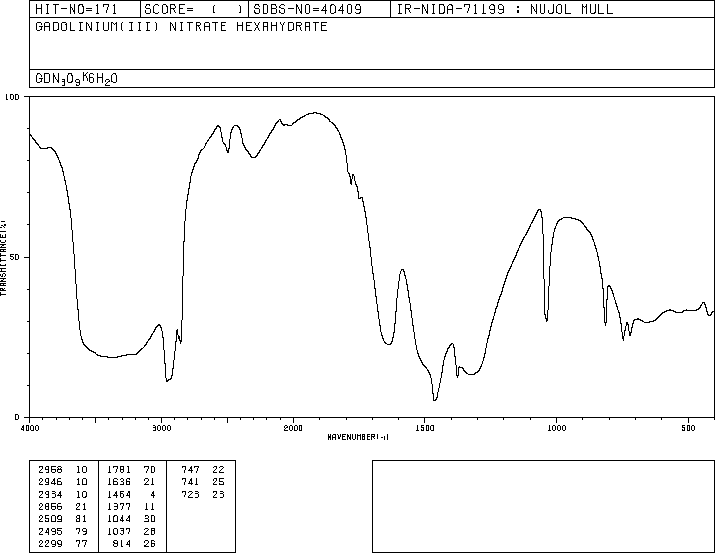 HIT-NO=171 SCORE= ( ) SDBS-NO=40409 IR-NIDA-71199 : NUJOL MULL
GADOLINIUM(III) NITRATE HEXAHYDRATE
GDN3O9K6H2O
100
50
0
TRANSMITTANCE(%)
4000 3000 2000 1500 1000 500
WAVENUMBER(-1)
2968 10 1781 70 747 22
2946 10 1636 21 741 25
2934 10 1464 4 723 23
2866 21 1377 11
2509 81 1044 30
2495 79 1037 28
2299 77 814 26